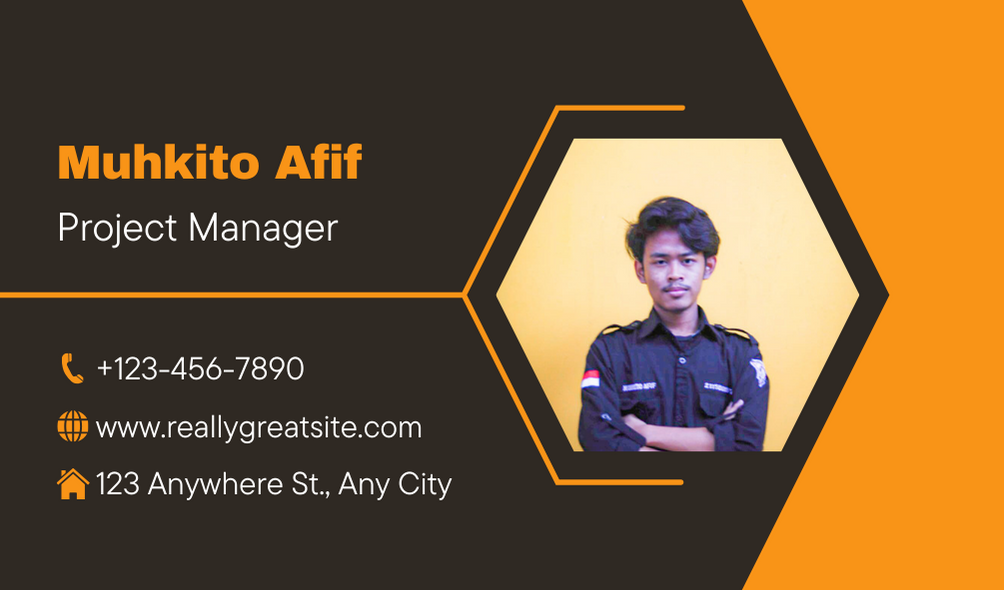 Muhkito Afif
Project Manager
+123-456-7890
www.reallygreatsite.com
123 Anywhere St., Any City